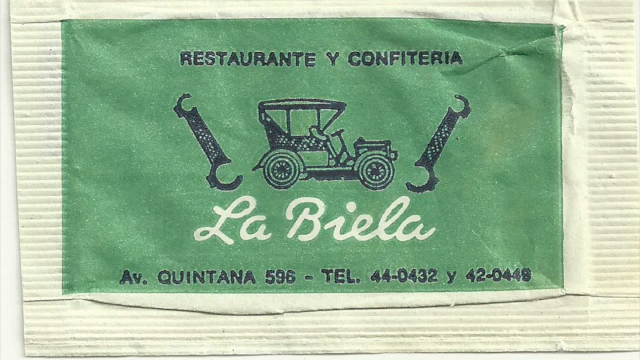 RESTAURANTE Y CONFITERIA
La Biela
Av. QUINTANA 596 - TEL. 44-0432 y 42-0449